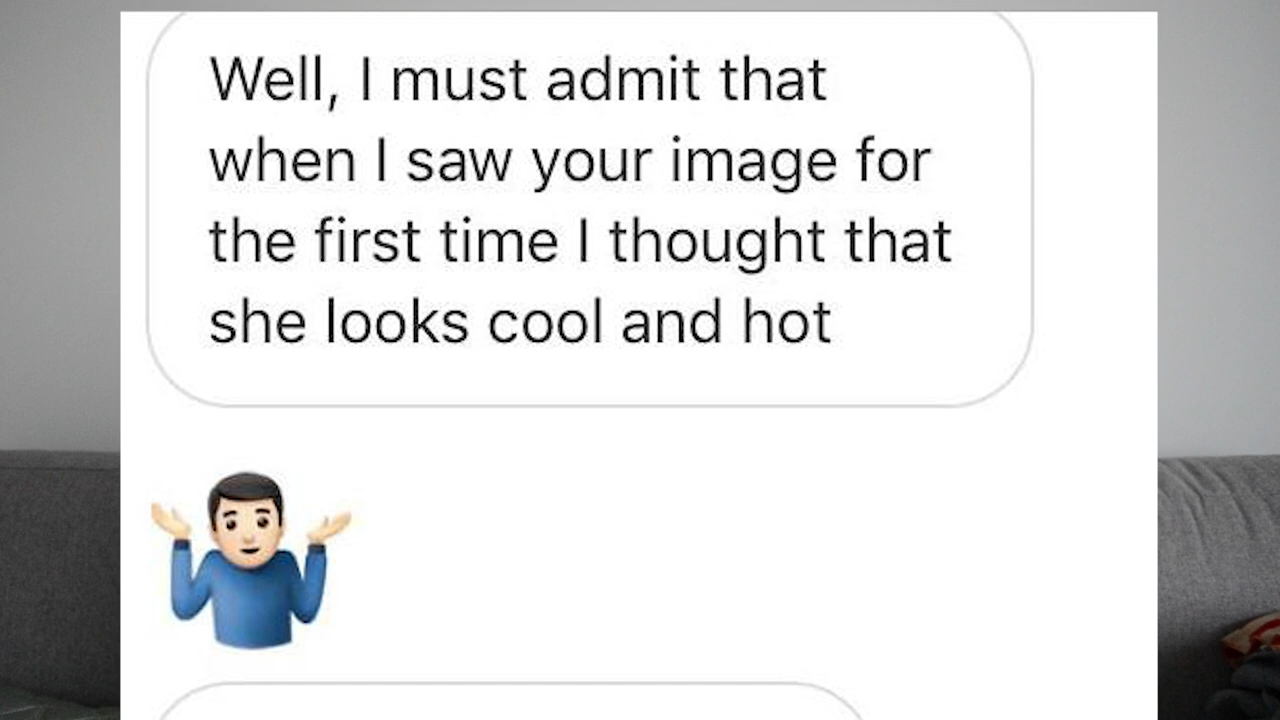 Well, I must admit that
when I saw your image for
the first time I thought that
she looks cool and hot